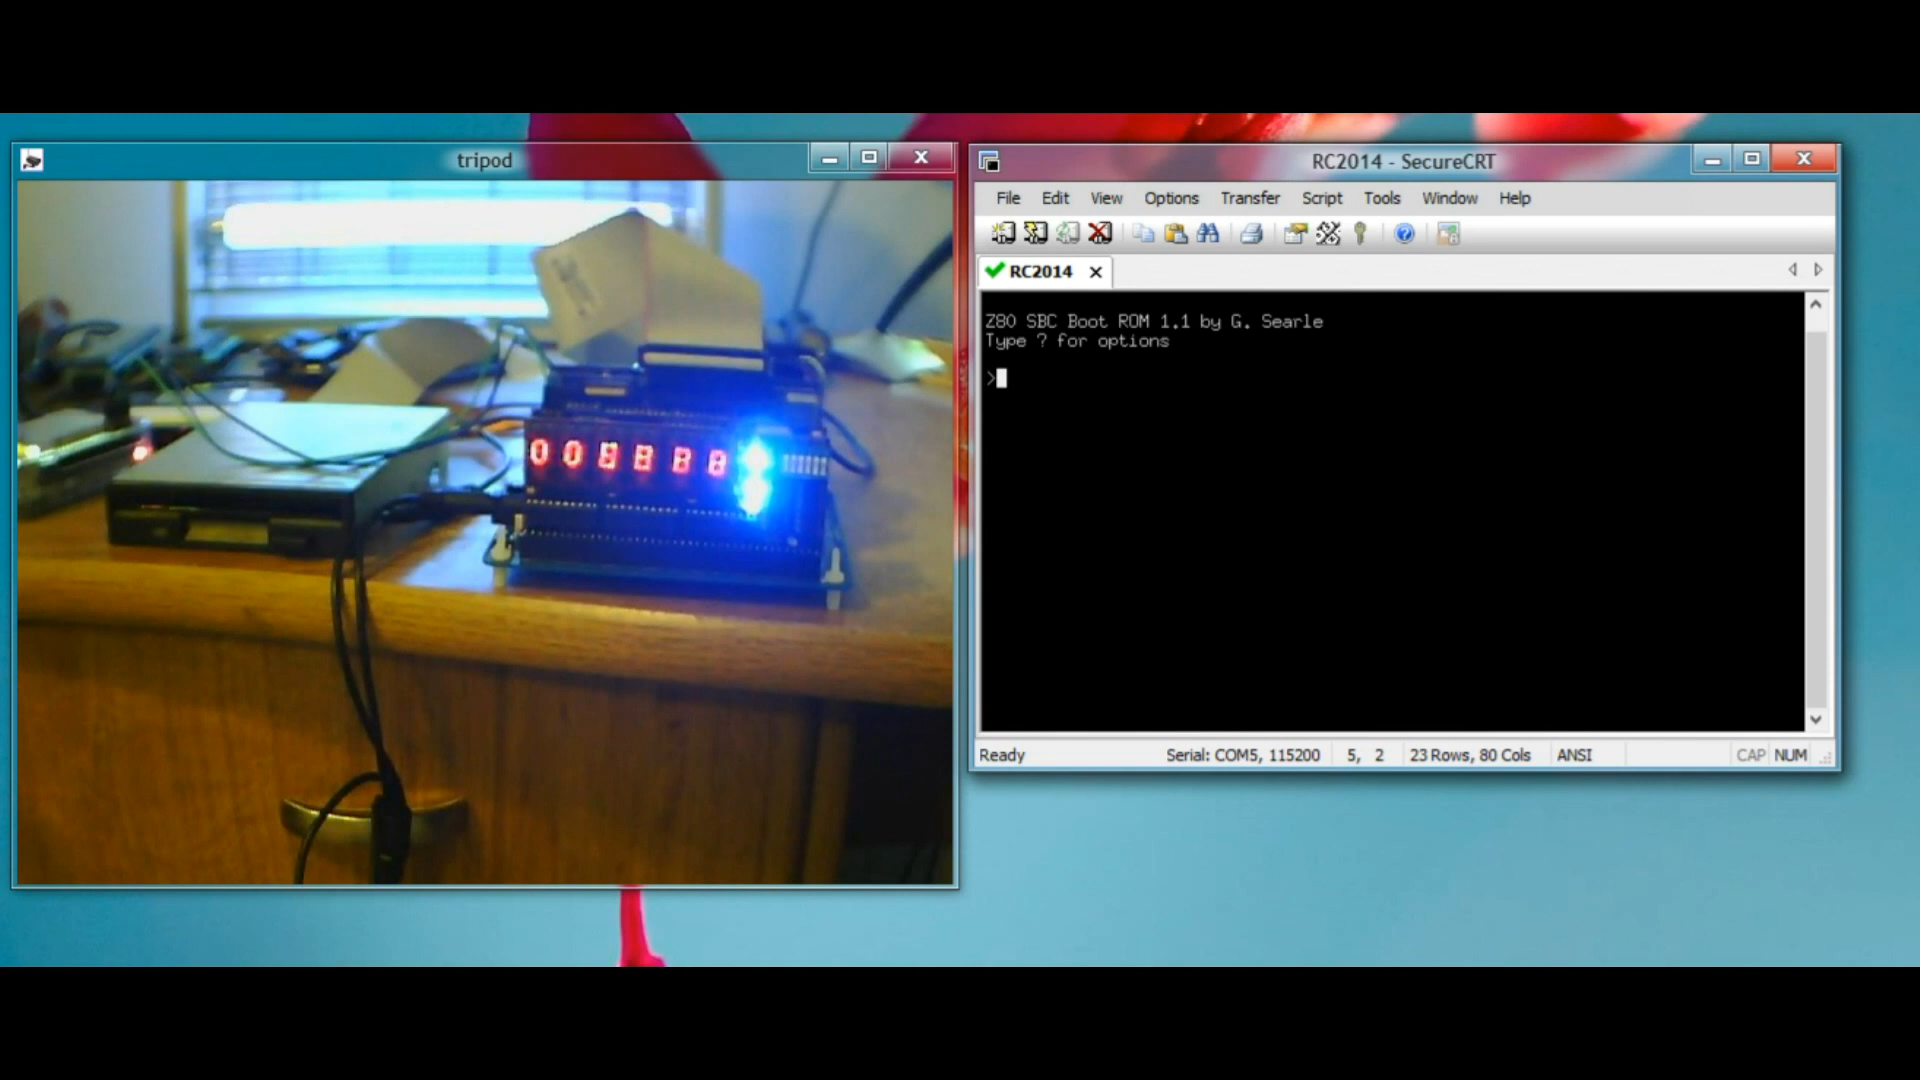 tripod
RC2014 - SecureCRT
File Edit View Options Transfer Script Tools Window Help
RC2014
Z80 SBC Boot ROM 1.1 by G. Searle
Type ? for options
>
Ready Serial: COM5, 115200 5, 2 23 Rows, 80 Cols ANSI CAP NUM